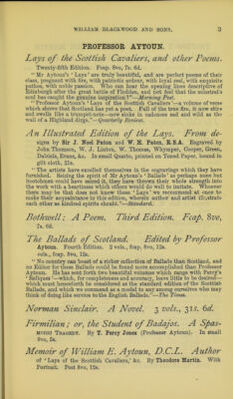 WILLIAM BLACKWOOD AND SONS. 3
PROFESSOR AYTOUN.
Lays of the Scottish Cavaliers, and other Poems.
Twenty-fifth Edition. Fcap. 8vo, 7s. 6d.
"Mr Aytoun's 'Lays' are truly beautiful, and are perfect poems of their
class, pregnant with fire, with patriotic ardour, with loyal zeal, with exquisite
pathos, with noble passion. Who can hear the opening lines descriptive of
Edinburgh after the great battle of Flodden, and not feel that the minstrel's
soul has caught the genuine inspiration?"—Morning Post.
"Professor Aytoun's 'Lays of the Scottish Cavaliers'—a volume of verse
which shows that Scotland has yet a poet. Full of the true fire, it now stirs
and swells like a trumpet-note—now sinks in cadences sad and wild as the
wail of a Highland dirge."—Quarterly Review.
An Illustrated Edition of the Lays. From de-
signs by Sir J. Noel Paton and W. H. Paton, R.S.A. Engraved by
John Thompson, W. J. Linton, W. Thomas, Whymper, Cooper, Green,
Dalziels, Evans, &c. In small Quarto, printed on Toned Paper, bound in
gilt cloth, 21s.
"The artists have excelled themselves in the engravings which they have
furnished. Seizing the spirit of Mr Aytoun's 'Ballads' as perhaps none but
Scotchmen could have seized it, they have thrown their whole strength into
the work with a heartiness which others would do well to imitate. Whoever
there may be that does not know these 'Lays' we recommend at once to
make their acquaintance in this edition, wherein author and artist illustrate
each other as kindred spirits should."—Standard.
Bothwell: A Poem. Third Edition. Fcap. 8vo,
7s. 6d.
The Ballads of Scotland. Edited by Professor
Aytoun. Fourth Edition. 2 vols., fcap. 8vo, 12s.
vols., fcap. 8vo, 12s.
"No country can boast of a richer collection of Ballads than Scotland, and
no Editor for these Ballads could be found more accomplished than Professor
Aytoun. He has sent forth two beautiful volumes which range with Percy's
'Reliques'—which, for completeness and accuracy, leave little to be desired—
which must henceforth be considered as the standard edition of the Scottish
Ballads, and which we commend as a model to any among ourselves who may
think of doing like service to the English Ballads."—The Times.
Norman Sinclair. A Novel. 3 vols., 31s. 6d.
Firmilian; or, the Student of Badajos. A Spas-
modic Tragedy. By T. Percy Jones (Professor Aytoun). In small
8vo, 5s.
Memoir of William E. Aytoun, D.C.L. Author
of 'Lays of the Scottish Cavaliers,' &c. By Theodore Martin. With
Portrait. Post 8vo, 12s.